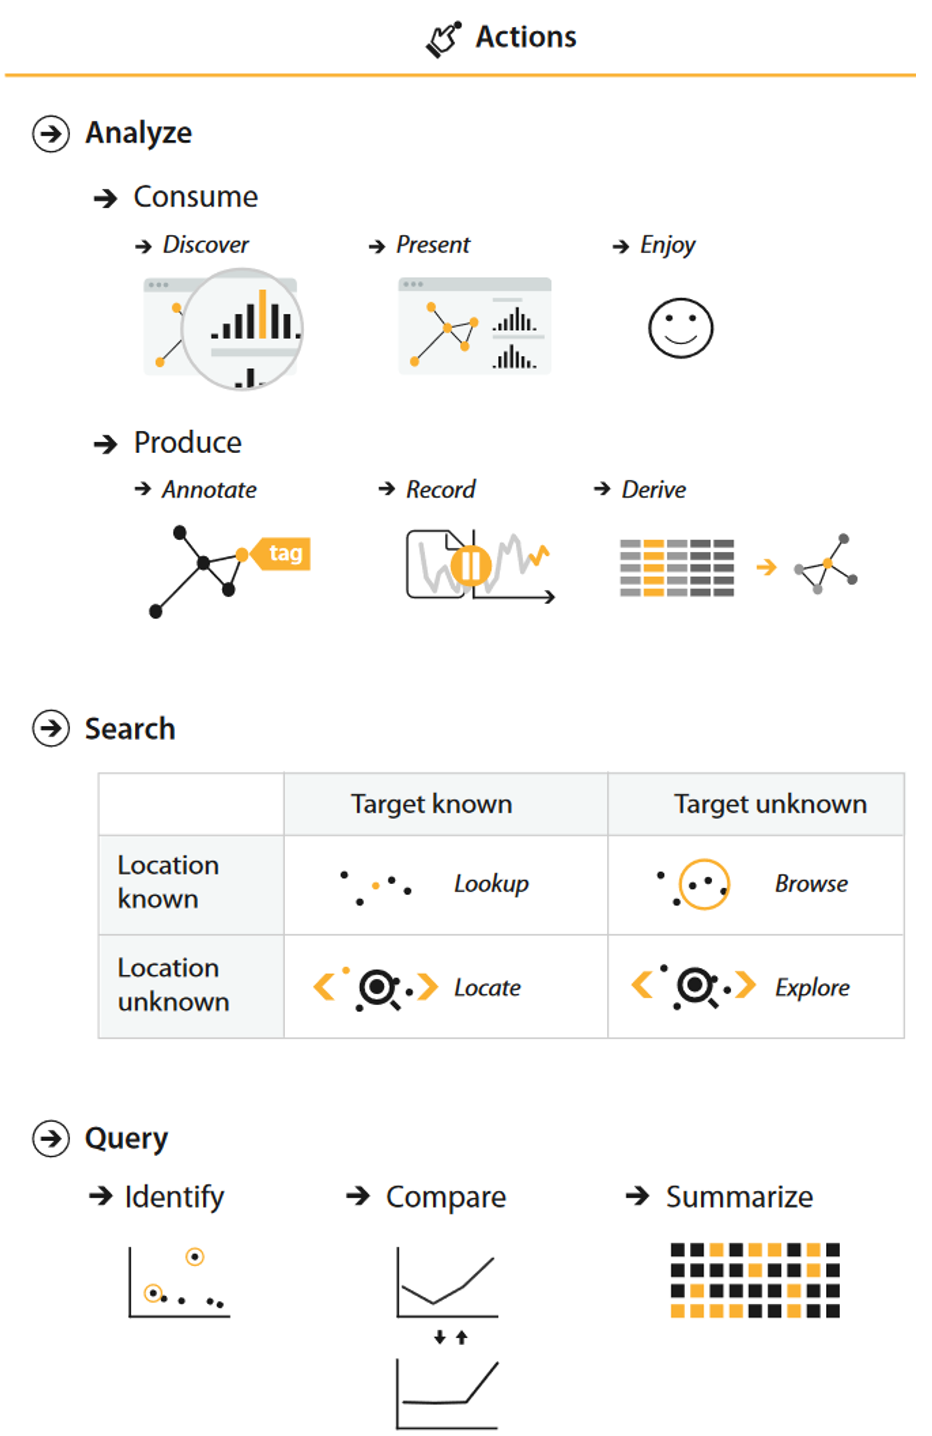 Actions
Analyze
Consume
Discover
Present
Enjoy
Produce
Annotate
Record
Derive
tag
Search
Target known
Target unknown
Location known
Lookup
Browse
Location unknown
Locate
Explore
Query
Identify
Compare
Summarize